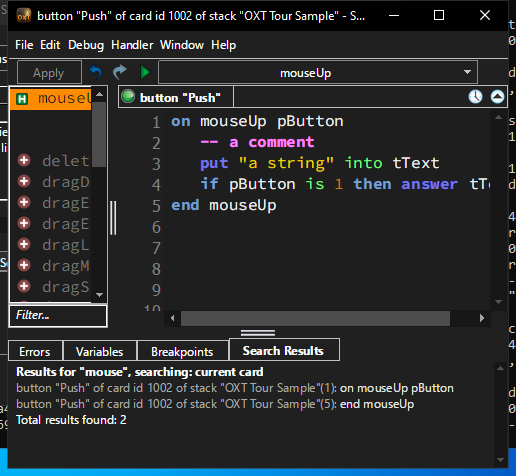 button "Push" of card id 1002 of stack "OXT Tour Sample" - S...
File Edit Debug Handler Window Help
Apply
mouseUp
mouseU
button "Push"
1 on mouseUp pButton
2 -- a comment
3 put "a string" into tText
4 if pButton is 1 then answer tTe
5 end mouseUp
6
7
8
9
10
delet
dragD
dragE
dragE
dragL
dragM
dragS
Filter...
Errors Variables Breakpoints Search Results
Results for "mouse", searching: current card
button "Push" of card id 1002 of stack "OXT Tour Sample"(1): on mouseUp pButton
button "Push" of card id 1002 of stack "OXT Tour Sample"(5): end mouseUp
Total results found: 2